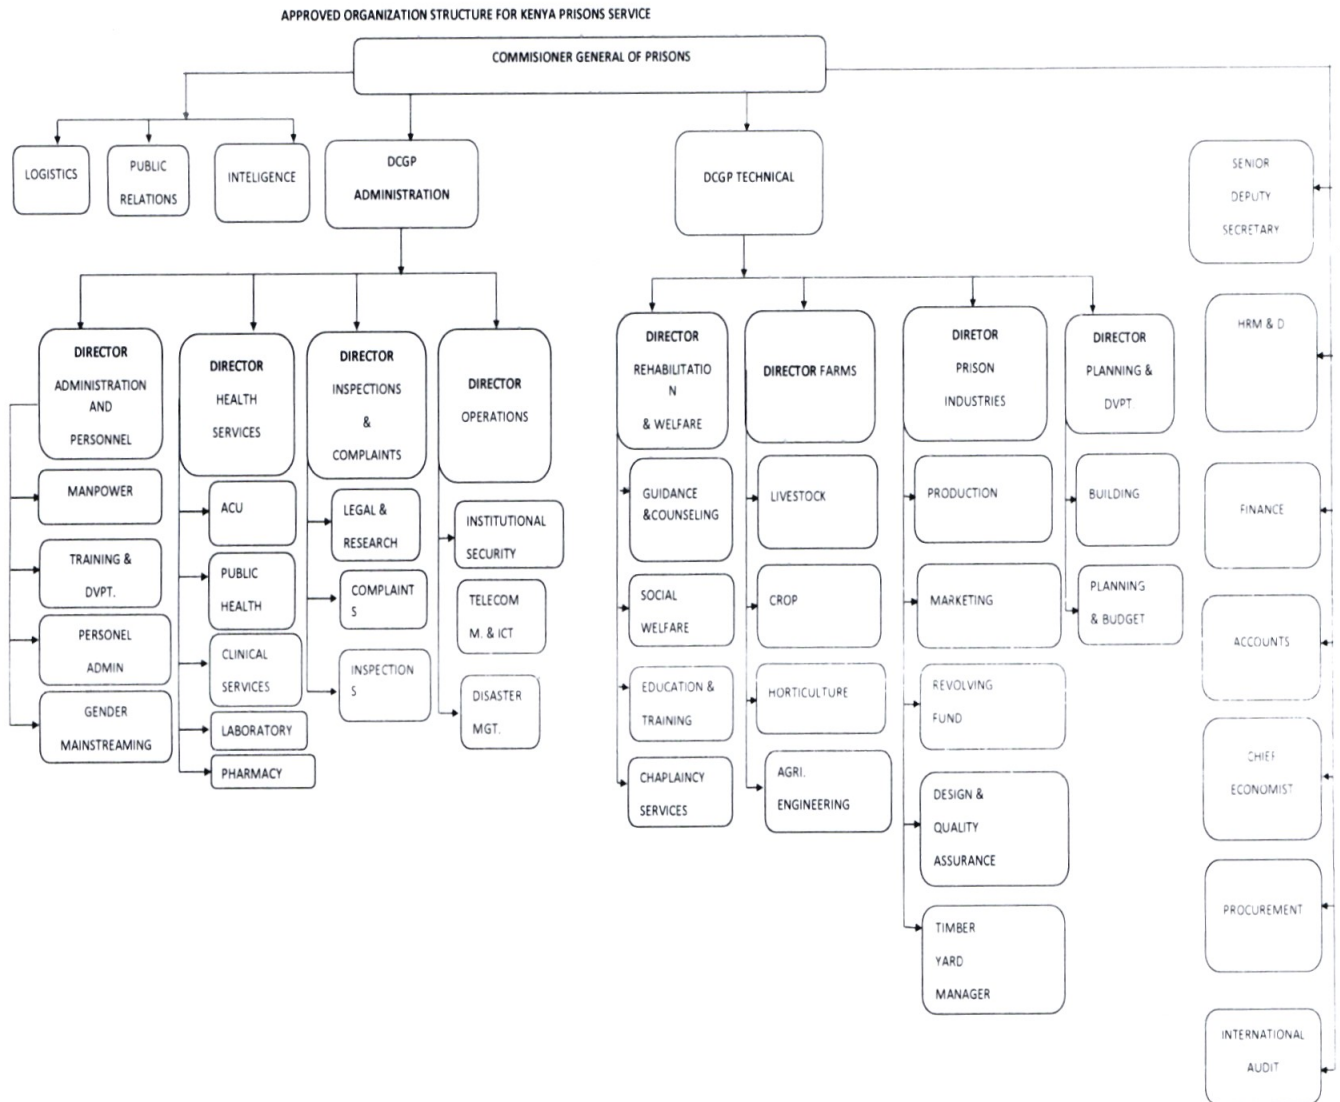 APPROVED ORGANIZATION STRUCTURE FOR KENYA PRISONS SERVICE
COMMISIONER GENERAL OF PRISONS
LOGISTICS
PUBLIC
RELATIONS
INTELIGENCE
DCGP
ADMINISTRATION
DCGP TECHNICAL
SENIOR
DEPUTY
SECRETARY
HRM & D
FINANCE
ACCOUNTS
CHIEF
ECONOMIST
PROCUREMENT
INTERNATIONAL
AUDIT
DIRECTOR
ADMINISTRATION
AND
PERSONNEL
MANPOWER
TRAINING &
DVPT.
PERSONEL
ADMIN
GENDER
MAINSTREAMING
DIRECTOR
HEALTH
SERVICES
ACU
PUBLIC
HEALTH
CLINICAL
SERVICES
LABORATORY
PHARMACY
DIRECTOR
INSPECTIONS
&
COMPLAINTS
LEGAL &
RESEARCH
COMPLAINT
S
INSPECTION
S
DIRECTOR
OPERATIONS
INSTITUTIONAL
SECURITY
TELECOM
M. & ICT
DISASTER
MGT.
DIRECTOR
REHABILITATIO
N
& WELFARE
GUIDANCE
&COUNSELING
SOCIAL
WELFARE
EDUCATION &
TRAINING
CHAPLAINCY
SERVICES
DIRECTOR FARMS
LIVESTOCK
CROP
HORTICULTURE
AGRI.
ENGINEERING
DIRETOR
PRISON
INDUSTRIES
PRODUCTION
MARKETING
REVOLVING
FUND
DESIGN &
QUALITY
ASSURANCE
TIMBER
YARD
MANAGER
DIRECTOR
PLANNING &
DVPT
BUILDING
PLANNING
& BUDGET